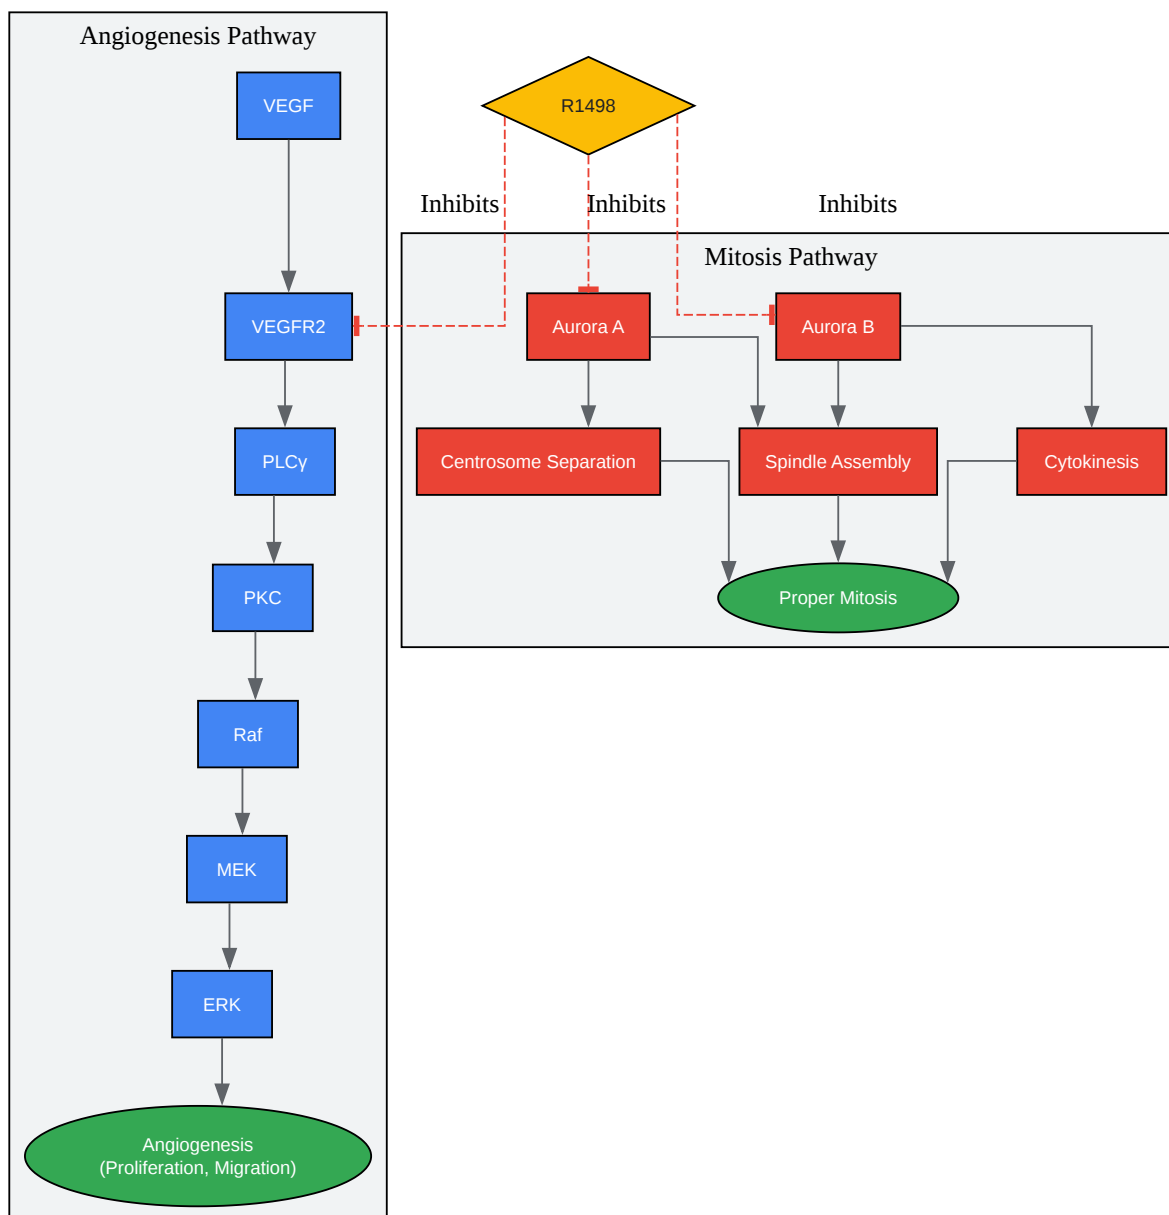 Angiogenesis Pathway
VEGF
R1498
Inhibits
Inhibits
Inhibits
Mitosis Pathway
VEGFR2
Aurora A
Aurora B
PLCγ
Centrosome Separation
Spindle Assembly
Cytokinesis
PKC
Proper Mitosis
Raf
MEK
ERK
Angiogenesis
(Proliferation, Migration)